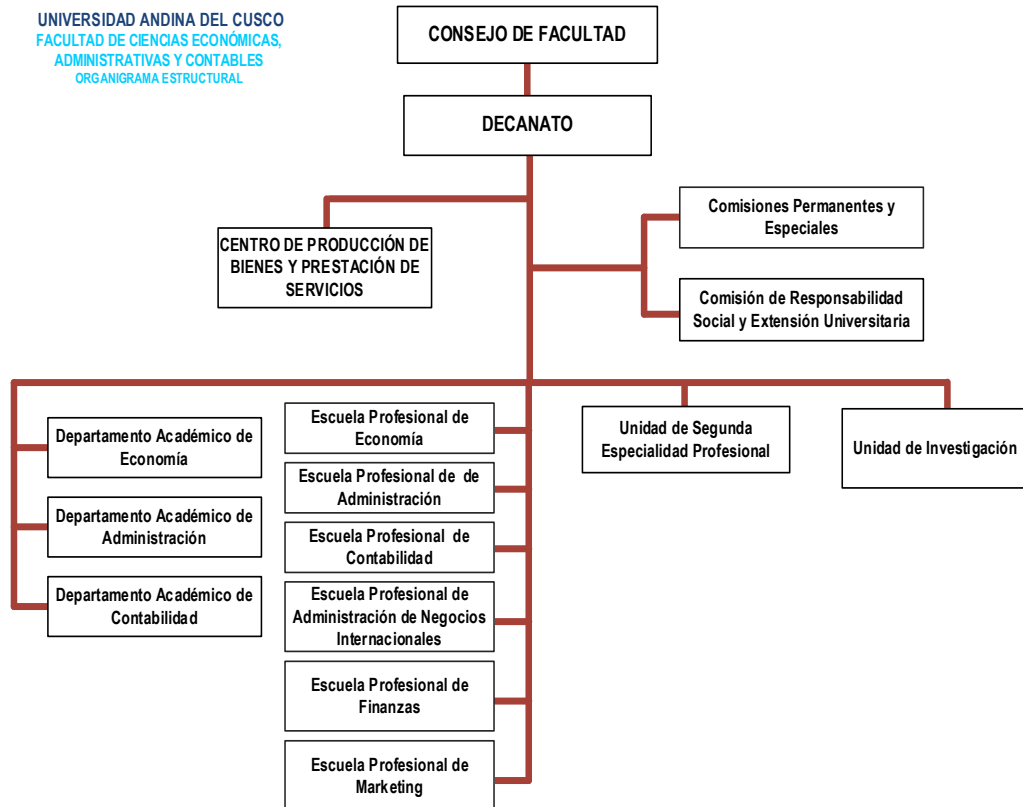 UNIVERSIDAD ANDINA DEL CUSCO
FACULTAD DE CIENCIAS ECONÓMICAS,
ADMINISTRATIVAS Y CONTABLES
ORGANIGRAMA ESTRUCTURAL
CONSEJO DE FACULTAD
DECANATO
CENTRO DE PRODUCCIÓN DE
BIENES Y PRESTACIÓN DE
SERVICIOS
Comisiones Permanentes y
Especiales
Comisión de Responsabilidad
Social y Extensión Universitaria
Departamento Académico de
Economía
Departamento Académico de
Administración
Departamento Académico de
Contabilidad
Escuela Profesional de
Economía
Escuela Profesional de de
Administración
Escuela Profesional de
Contabilidad
Escuela Profesional de
Administración de Negocios
Internacionales
Escuela Profesional de
Finanzas
Escuela Profesional de
Marketing
Unidad de Segunda
Especialidad Profesional
Unidad de Investigación